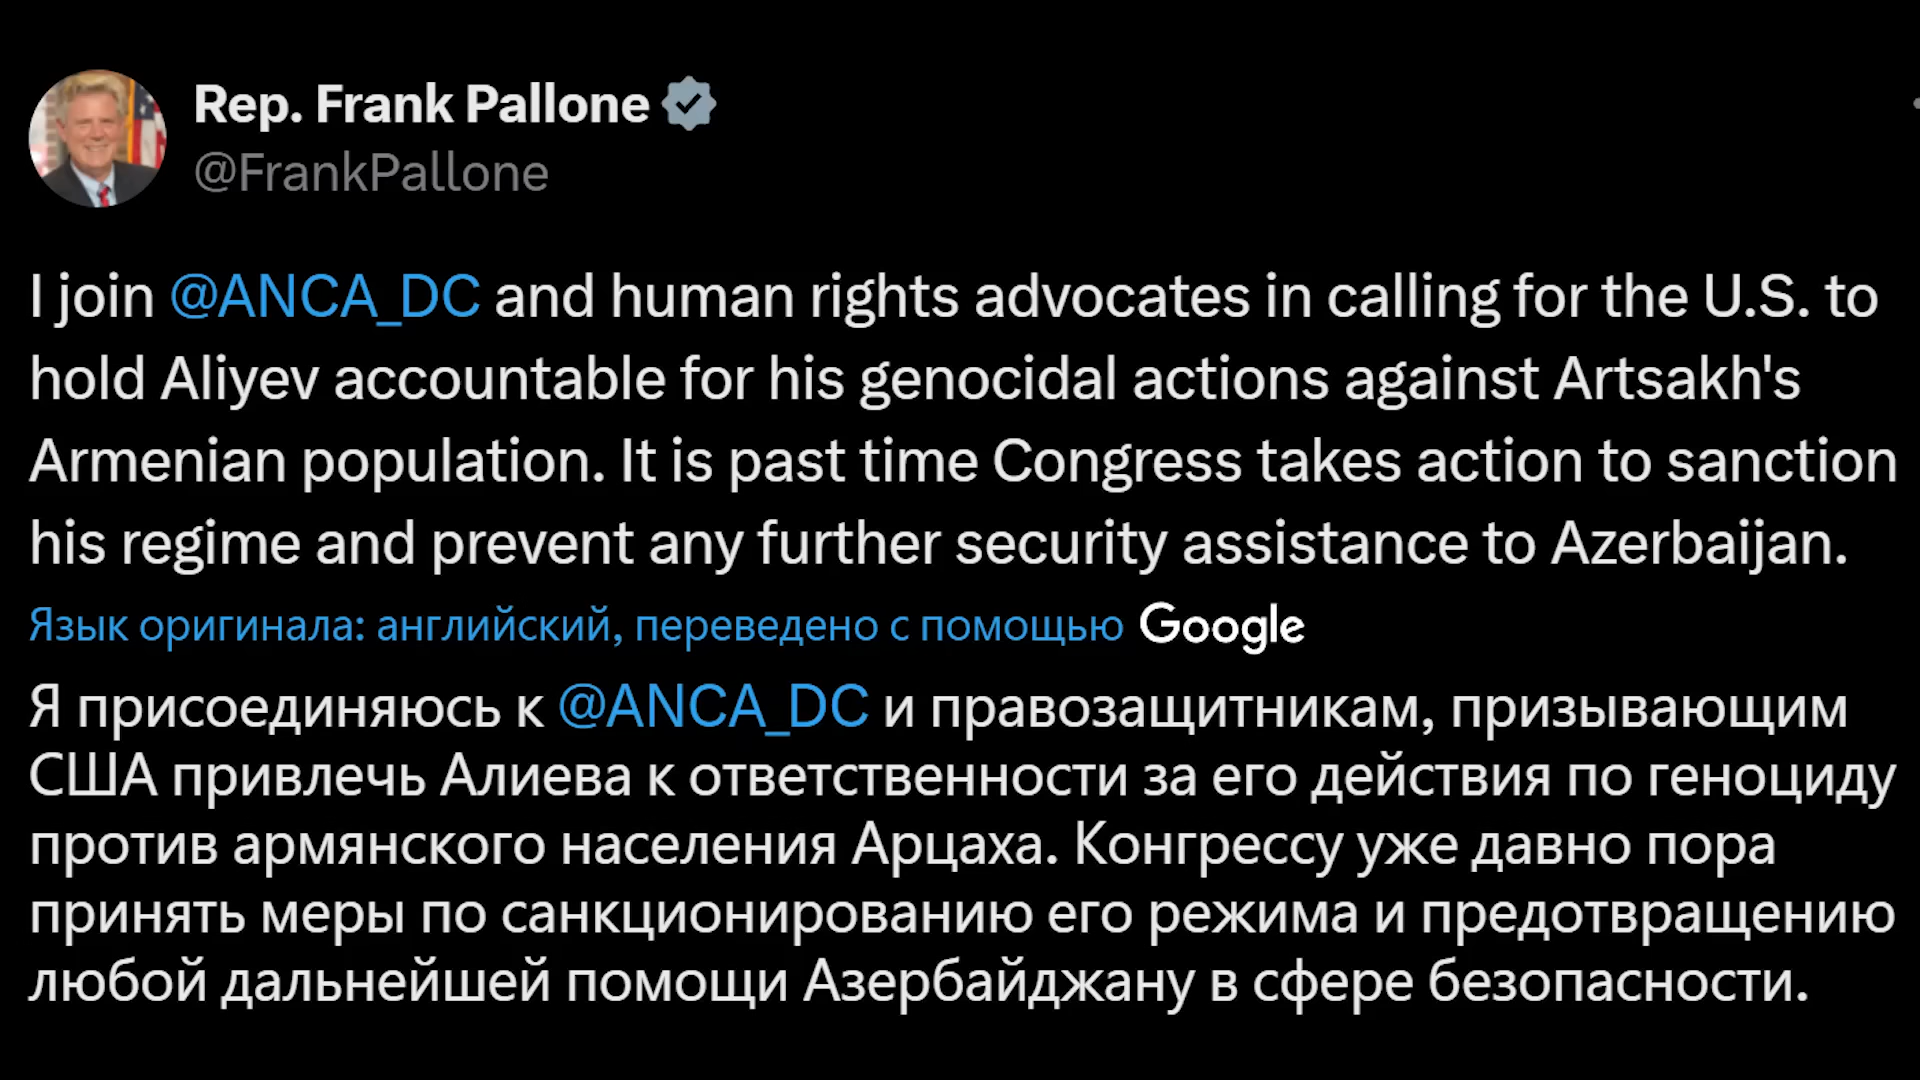 Rep. Frank Pallone
@FrankPallone
I join @ANCA_DC and human rights advocates in calling for the U.S. to
hold Aliyev accountable for his genocidal actions against Artsakh's
Armenian population. It is past time Congress takes action to sanction
his regime and prevent any further security assistance to Azerbaijan.
Язык оригинала: английский, переведено с помощью Google
Я присоединяюсь к @ANCA_DC и правозащитникам, призывающим
США привлечь Алиева к ответственности за его действия по геноциду
против армянского населения Арцаха. Конгрессу уже давно пора
принять меры по санкционированию его режима и предотвращению
любой дальнейшей помощи Азербайджану в сфере безопасности.